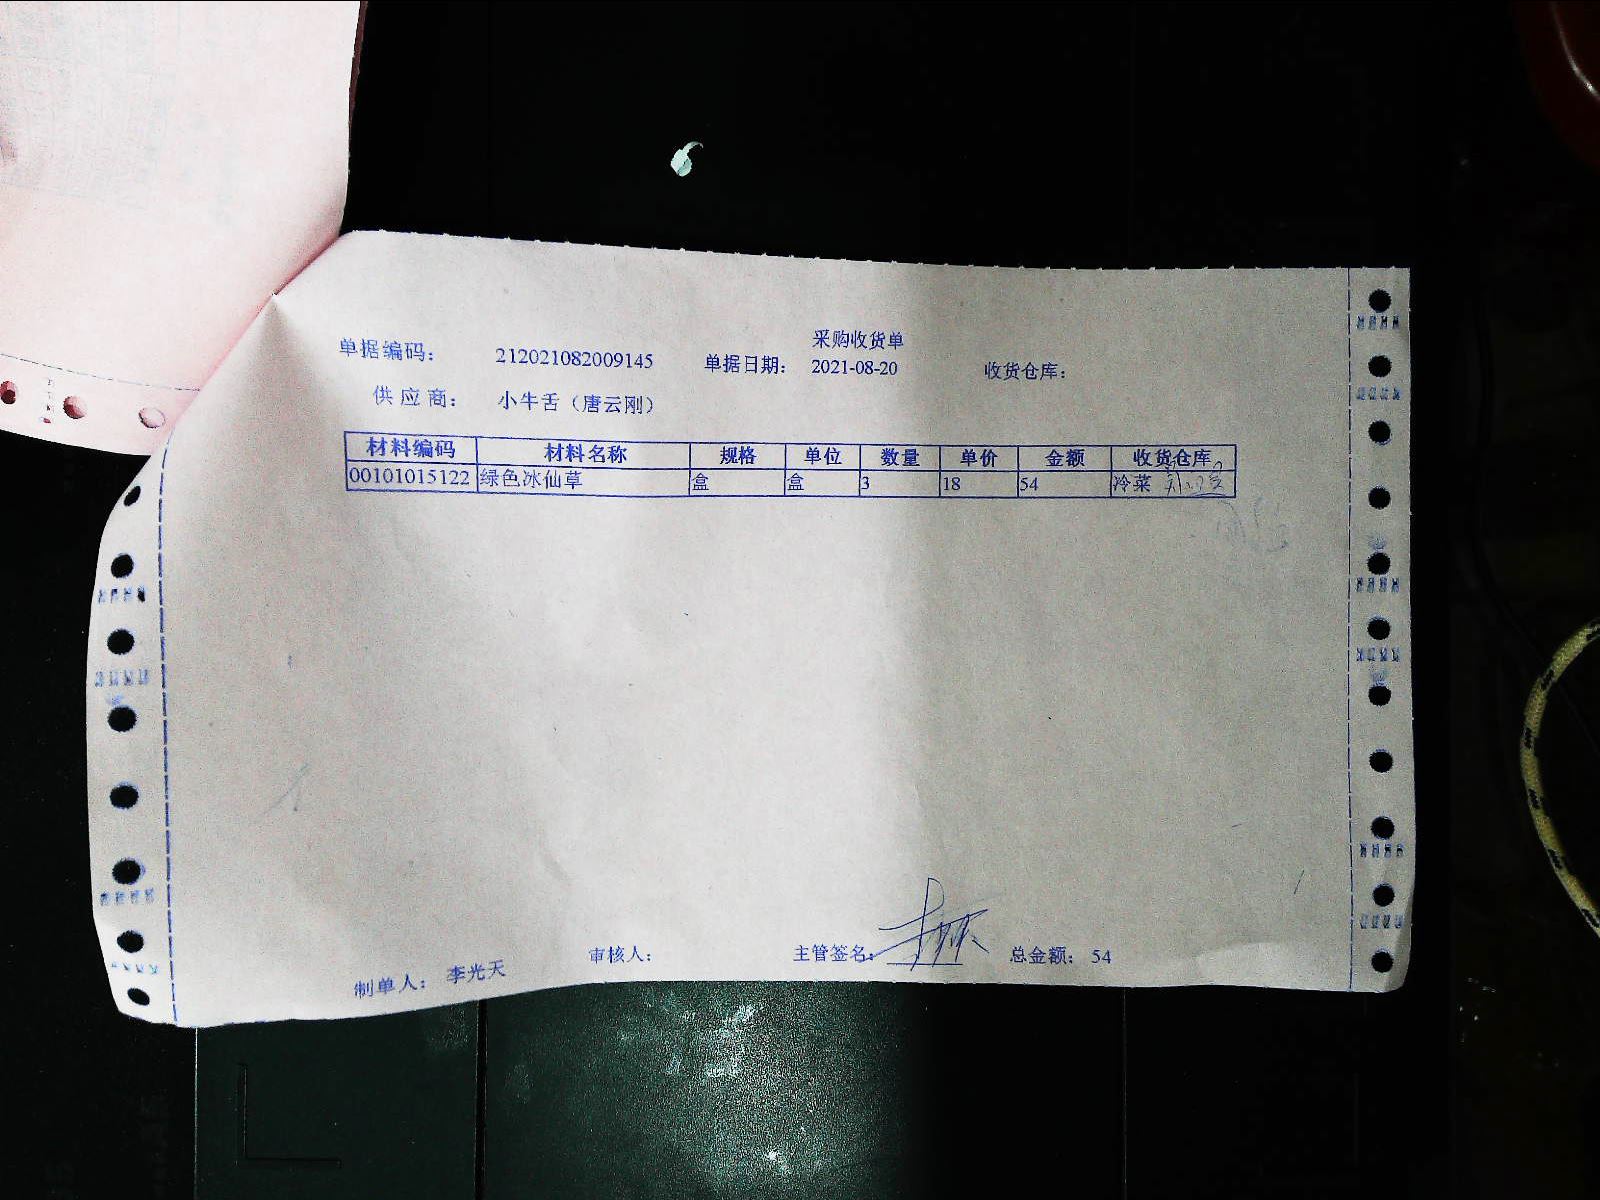 采购收货单
单据编码： 212021082009145 单据日期： 2021-08-20 收货仓库：
供应商： 小牛舌（唐云刚）
材料编码 材料名称 规格 单位 数量 单价 金额 收货仓库
00101015122 绿色冰仙草 盒 盒 3 18 54 冷菜
制单人： 李光天 审核人： 主管签名： 总金额： 54